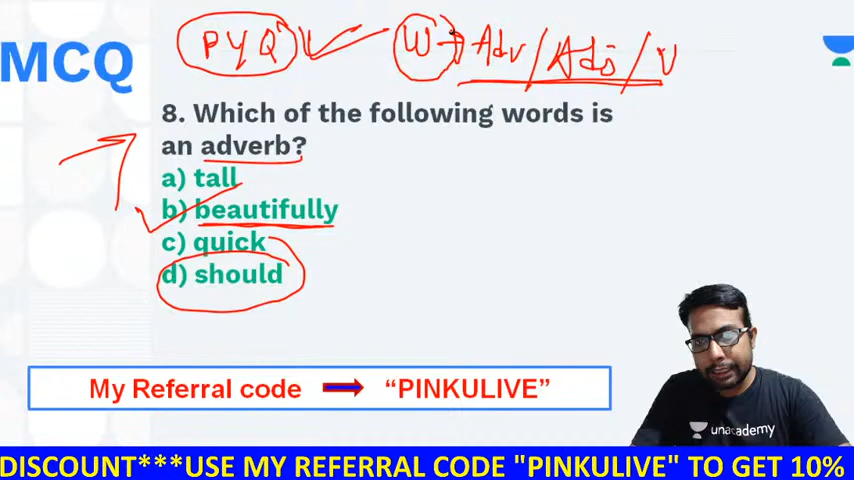 PYQ W → Adv / Adj / V
MCQ
8. Which of the following words is
an adverb?
a) tall
b) beautifully
c) quick
d) should
My Referral code "PINKULIVE"
unacademy
DISCOUNT***USE MY REFERRAL CODE "PINKULIVE" TO GET 10%